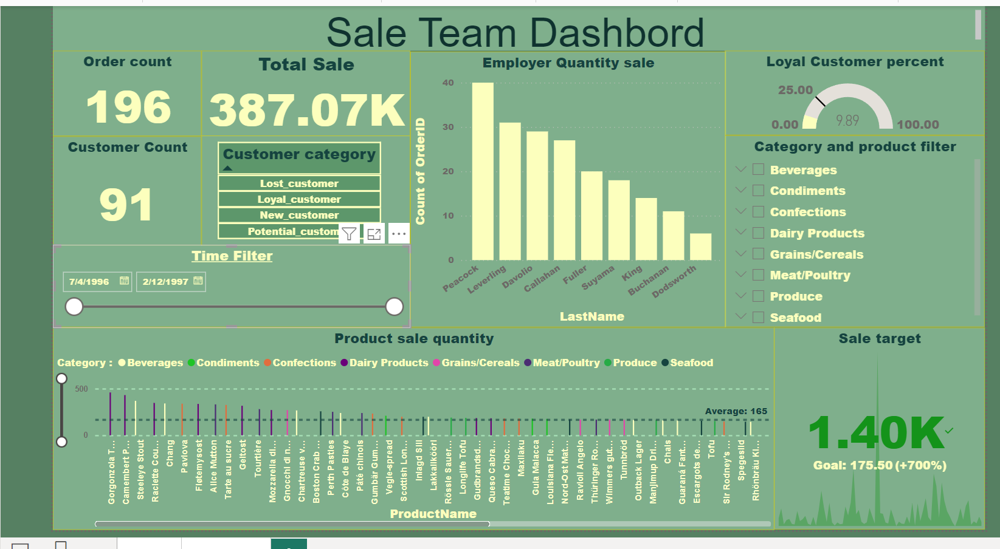 Sale Team Dashbord
Order count
196
Total Sale
387.07K
Customer Count
91
Customer category
Lost_customer
Loyal_customer
New_customer
Potential_custom
Time Filter
7/4/1996
2/12/1997
Employer Quantity sale
Count of OrderID
40
30
20
10
0
Peacock
Leverling
Davolio
Callahan
Fuller
Suyama
King
Buchanan
Dodsworth
LastName
Loyal Customer percent
25.00
0.00
9.89
100.00
Category and product filter
Beverages
Condiments
Confections
Dairy Products
Grains/Cereals
Meat/Poultry
Produce
Seafood
Product sale quantity
Category : Beverages Condiments Confections Dairy Products Grains/Cereals Meat/Poultry Produce Seafood
500
0
Average: 165
Gorgonzola T...
Camembert P...
Steeleye Stout
Raclette Cou...
Chang
Pavlova
Fløtemysost
Alice Mutton
Tarte au sucre
Geitost
Tourtière
Mozzarella di...
Gnocchi di n...
Chartreuse v...
Boston Crab ...
Perth Pasties
Côte de Blaye
Pâté chinois
Gumbär Gum...
Vegie-spread
Scottish Lon...
Inlagd Sill
Lakkalikööri
Rössle Sauer...
Longlife Tofu
Gudbrandsd...
Queso Cabra...
Teatime Choc...
Maxilaku
Gula Malacca
Louisiana Fie...
Nord-Ost Mat...
Ravioli Angelo
Thüringer Ro...
Wimmers gut...
Tunnbröd
Outback Lager
Manjimup Dri...
Chais
Guaraná Fant...
Escargots de...
Tofu
Sir Rodney's ...
Spegesild
Rhönbräu Kl...
ProductName
Sale target
1.40K
Goal: 175.50 (+700%)